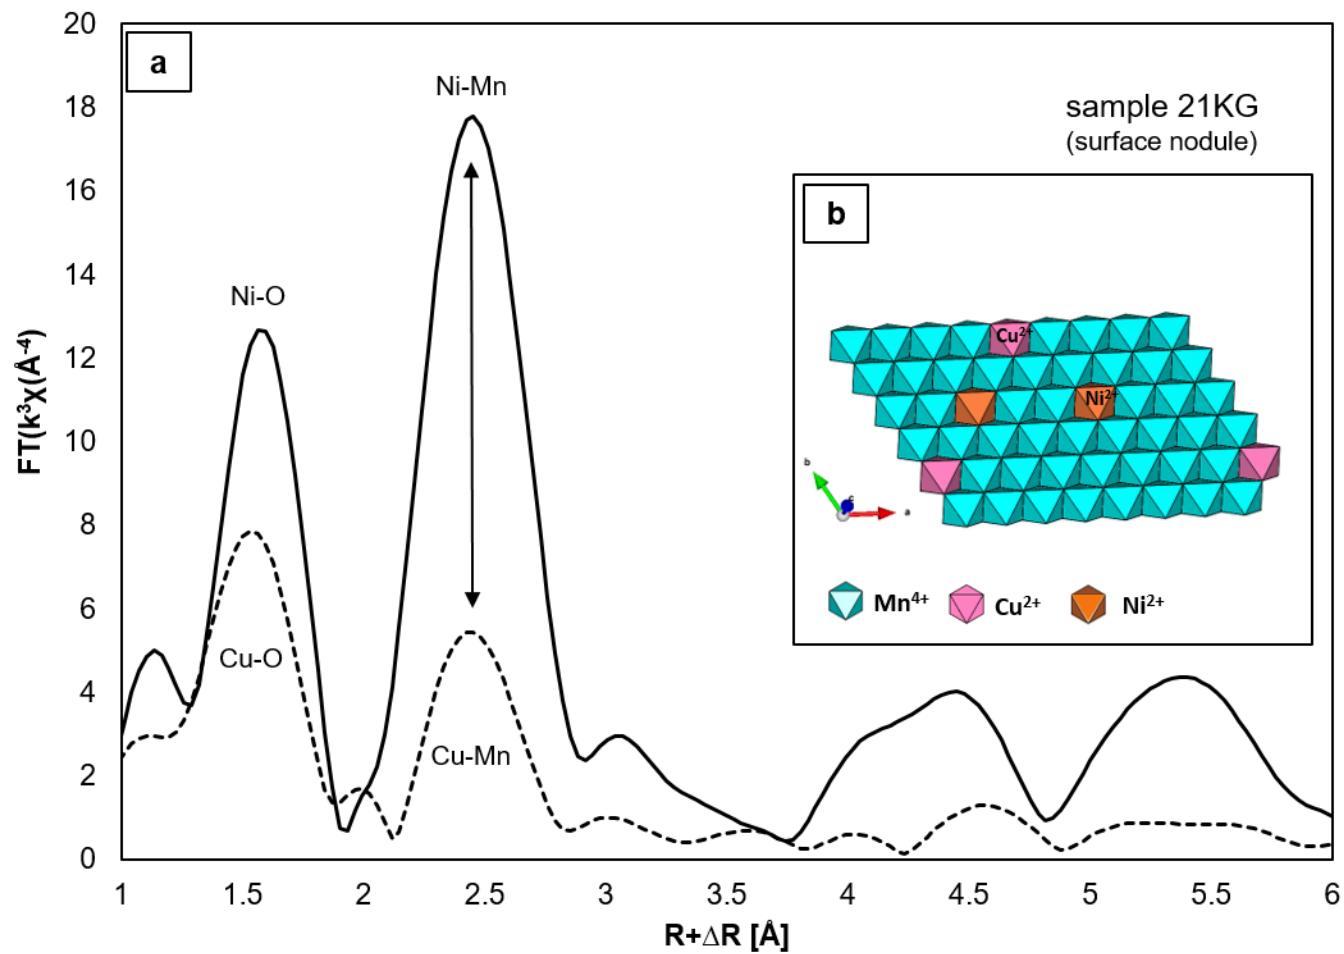 20
18
16
14
12
10
8
6
4
2
0
FT(k³χ(Å⁻⁴)
a
Ni-Mn
Ni-O
Cu-O
Cu-Mn
sample 21KG
(surface nodule)
b
Cu²⁺
Ni²⁺
b
c
a
Mn⁴⁺
Cu²⁺
Ni²⁺
1
1.5
2
2.5
3
3.5
4
4.5
5
5.5
6
R+ΔR [Å]